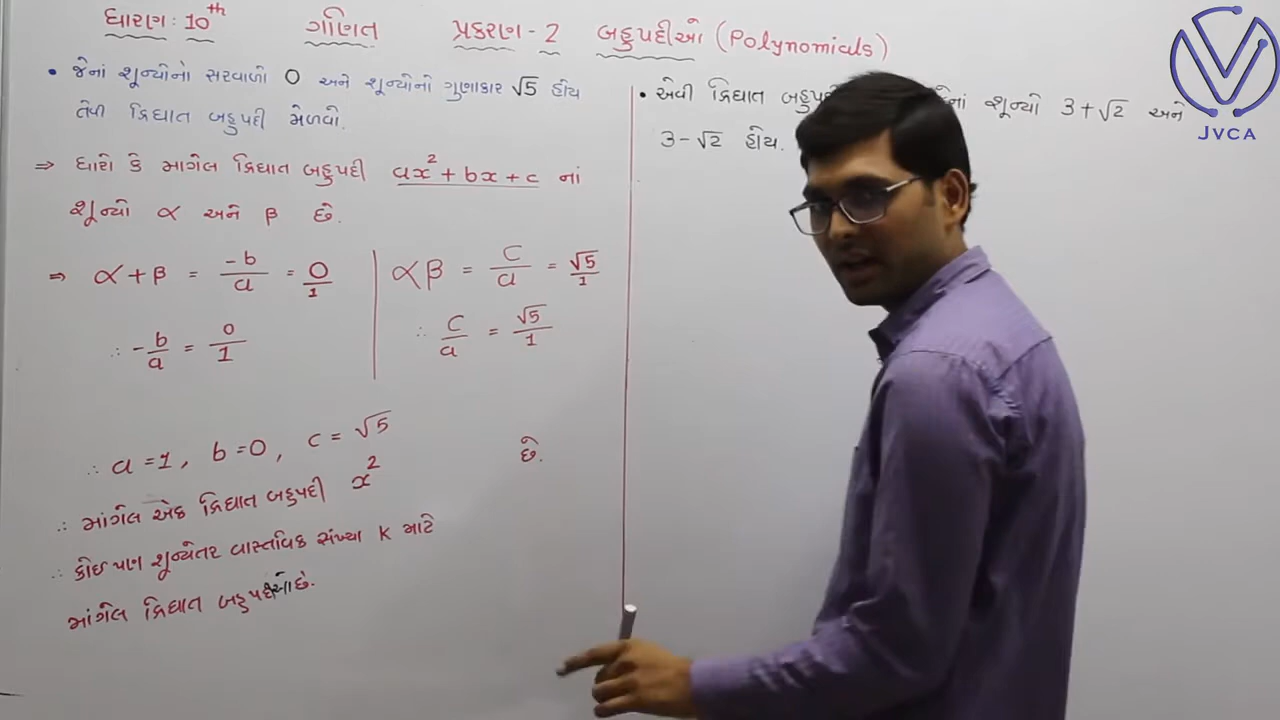 ધોરણ : 10th ગણિત પ્રકરણ - 2 બહુપદીઓ (Polynomials)
• જેનાં શૂન્યોનો સરવાળો 0 અને શૂન્યોનો ગુણાકાર √5 હોય
તેવી દ્વિઘાત બહુપદી મેળવો.
⇒ ધારો કે માગેલ દ્વિઘાત બહુપદી ax² + bx + c નાં
શૂન્યો α અને β છે.
⇒ α + β = -b/a = 0/1
∴ -b/a = 0/1
αβ = c/a = √5/1
∴ c/a = √5/1
∴ a = 1, b = 0, c = √5
∴ માંગેલ એક દ્વિઘાત બહુપદી x² છે.
∴ કોઈ પણ શૂન્યેતર વાસ્તવિક સંખ્યા K માટે
માંગેલ દ્વિઘાત બહુપદીઓ છે.
• એવી દ્વિઘાત શૂન્યો 3+√2 અને
3-√2 હોય.
JVCA